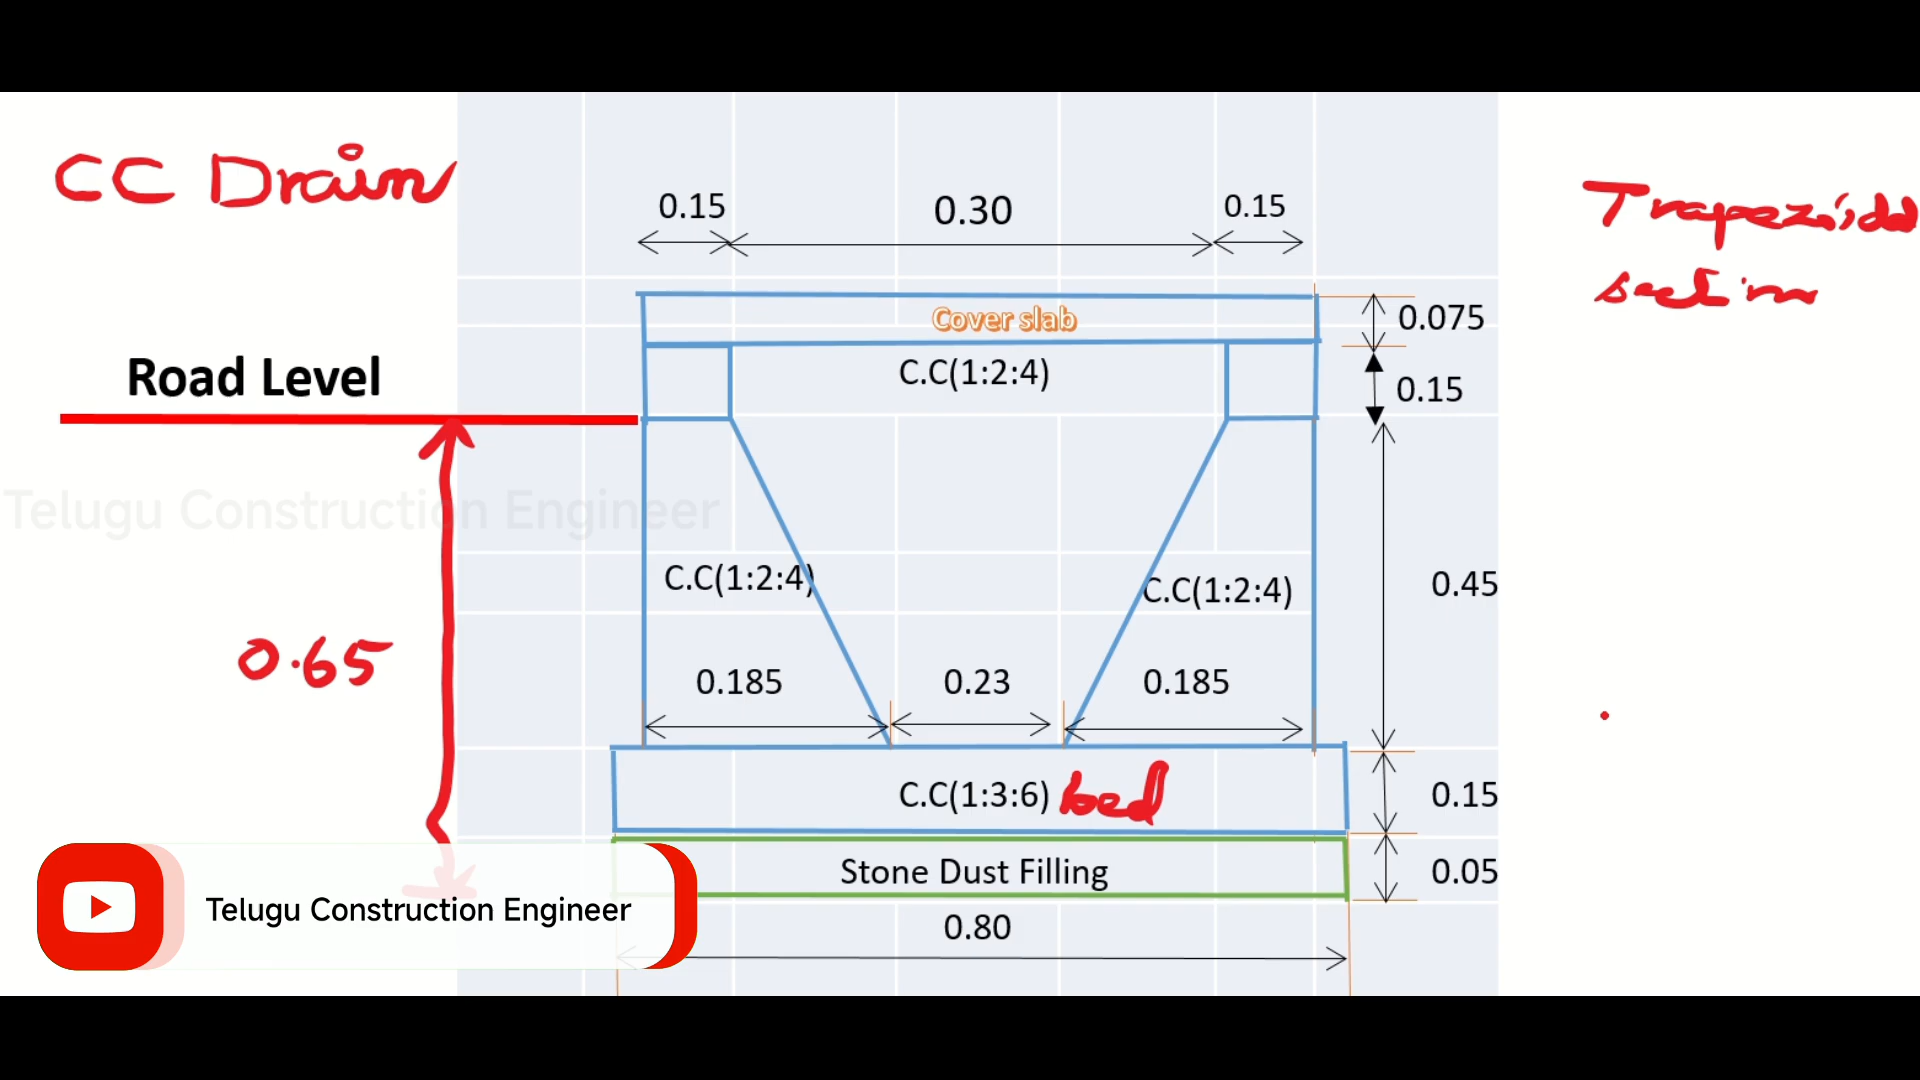 CC Drain
Trapezoidal
section
0.15
0.30
0.15
Cover slab
0.075
Road Level
C.C(1:2:4)
0.15
Telugu Construction Engineer
C.C(1:2:4)
C.C(1:2:4)
0.45
0.65
0.185
0.23
0.185
C.C(1:3:6) bed
0.15
Stone Dust Filling
0.05
Telugu Construction Engineer
0.80